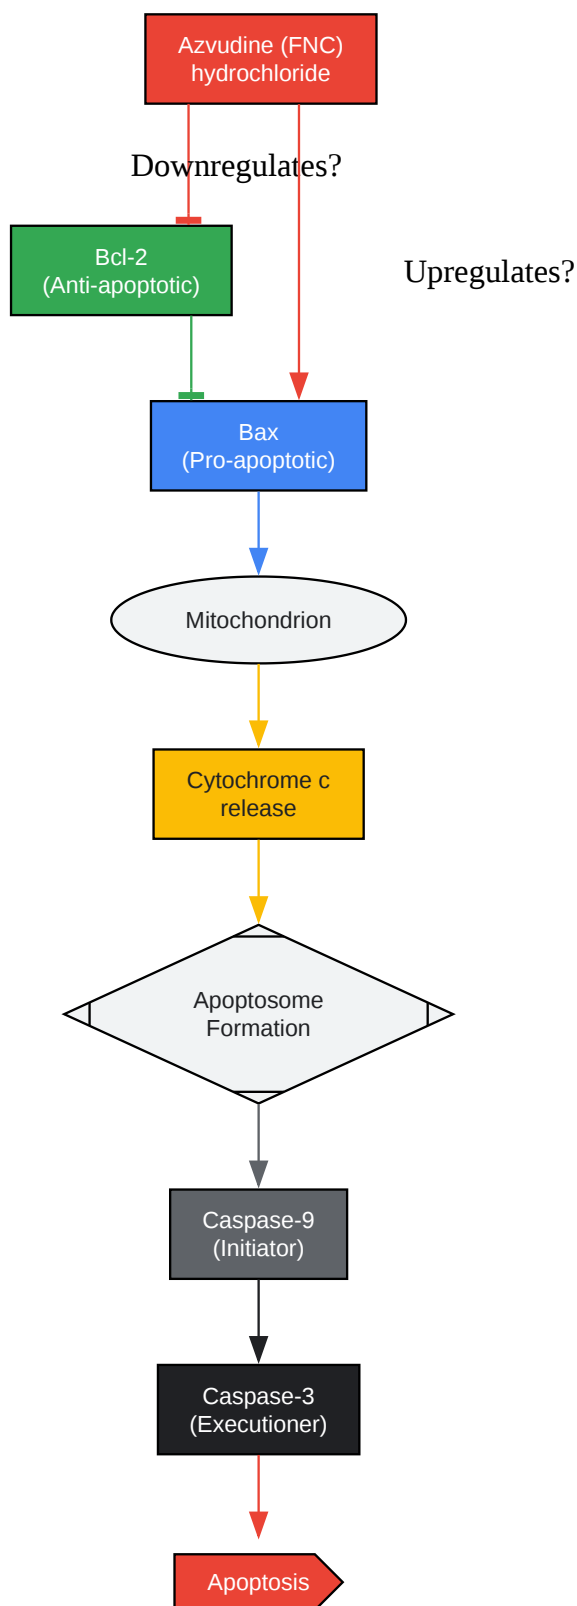 Azvudine (FNC)
hydrochloride
Downregulates?
Bcl-2
(Anti-apoptotic)
Upregulates?
Bax
(Pro-apoptotic)
Mitochondrion
Cytochrome c
release
Apoptosome
Formation
Caspase-9
(Initiator)
Caspase-3
(Executioner)
Apoptosis